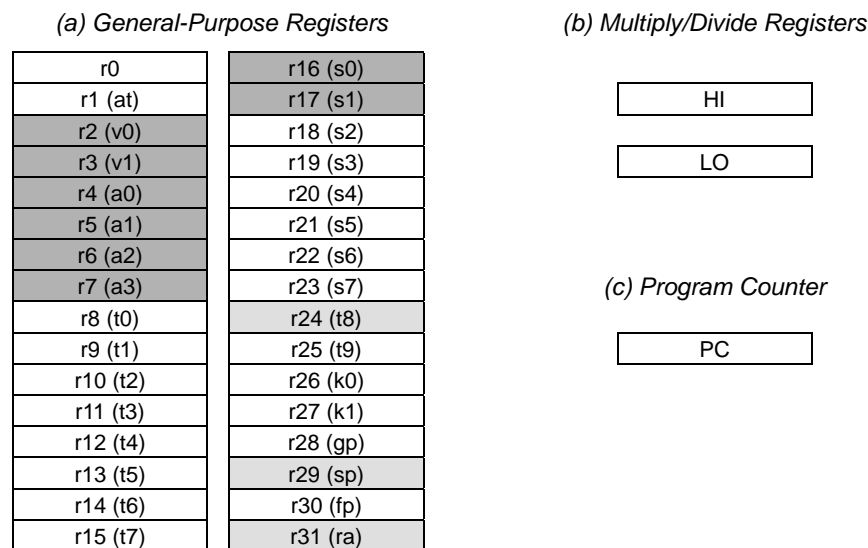 (a) General-Purpose Registers
r0
r1 (at)
r2 (v0)
r3 (v1)
r4 (a0)
r5 (a1)
r6 (a2)
r7 (a3)
r8 (t0)
r9 (t1)
r10 (t2)
r11 (t3)
r12 (t4)
r13 (t5)
r14 (t6)
r15 (t7)
r16 (s0)
r17 (s1)
r18 (s2)
r19 (s3)
r20 (s4)
r21 (s5)
r22 (s6)
r23 (s7)
r24 (t8)
r25 (t9)
r26 (k0)
r27 (k1)
r28 (gp)
r29 (sp)
r30 (fp)
r31 (ra)
(b) Multiply/Divide Registers
HI
LO
(c) Program Counter
PC